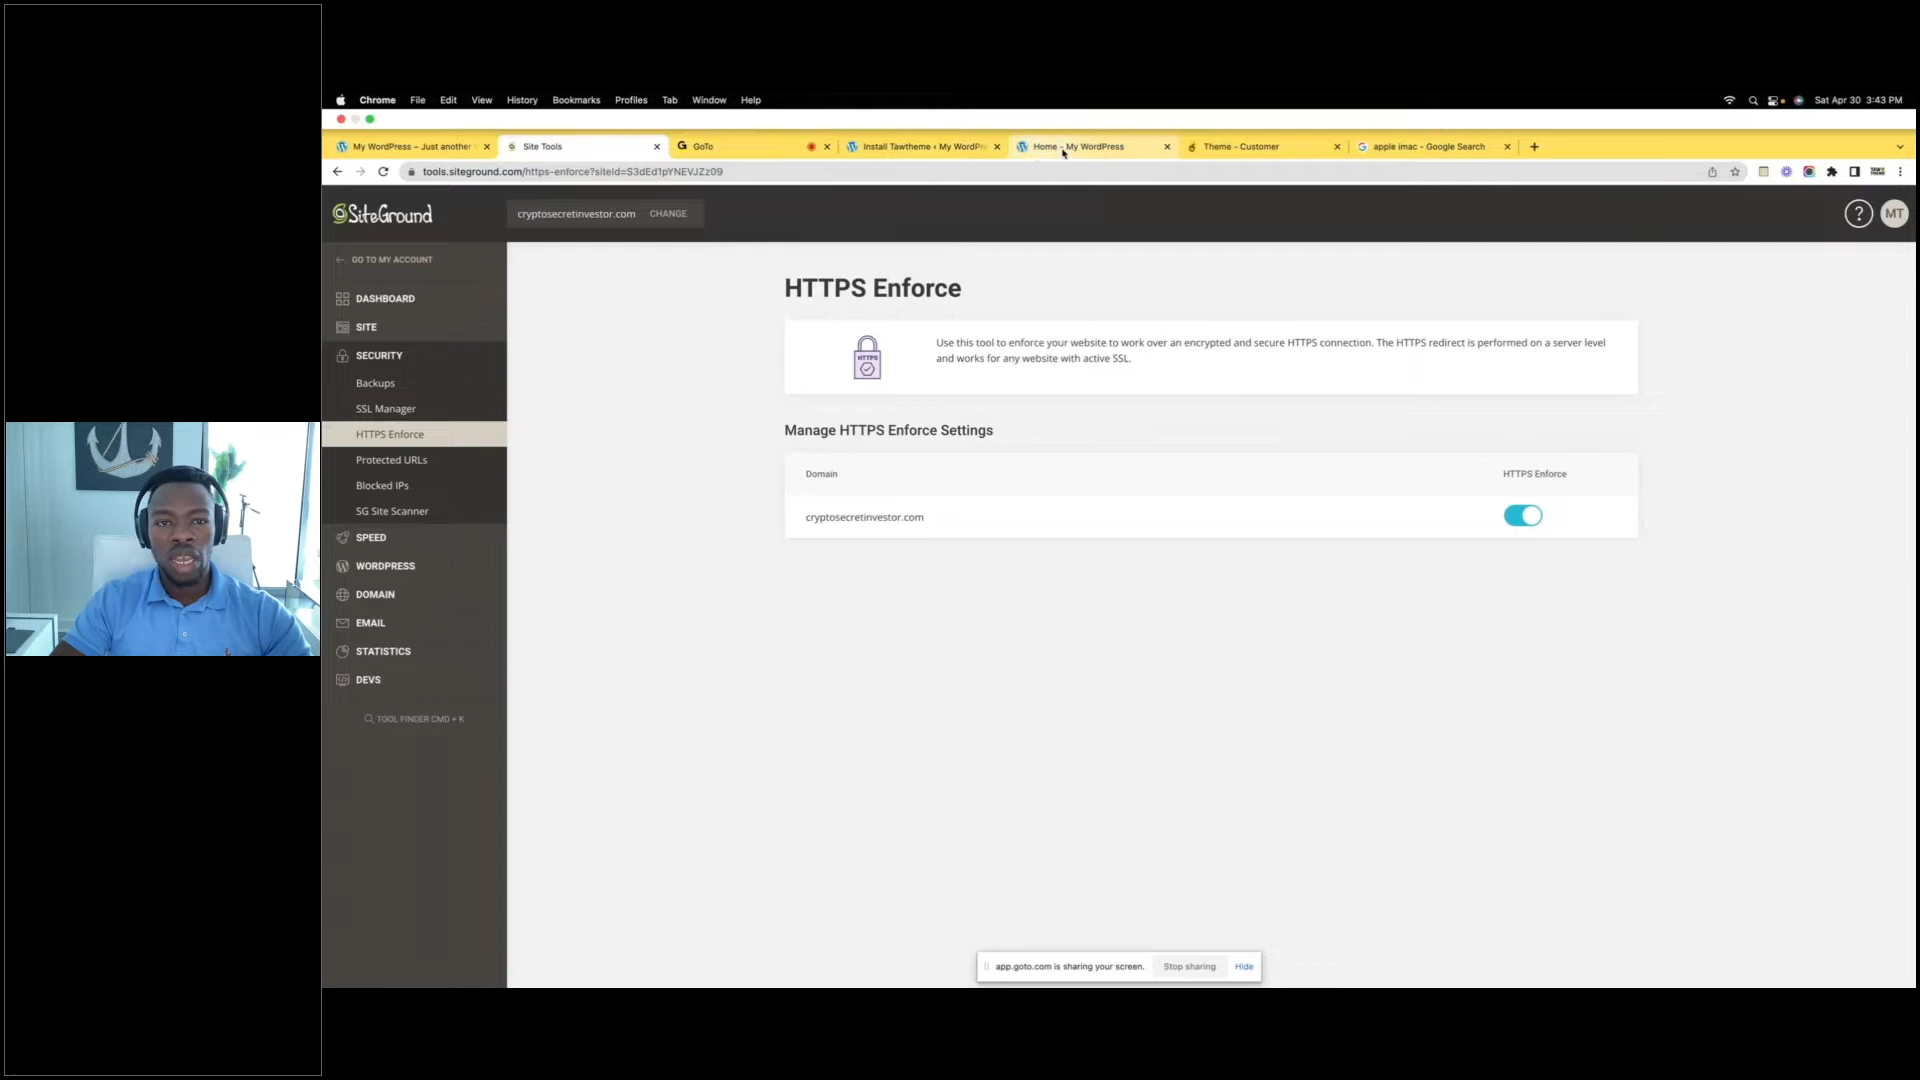 Chrome File Edit View History Bookmarks Profiles Tab Window Help
Sat Apr 30 3:43 PM
My WordPress – Just another
Site Tools
GoTo
Install Tawtheme ‹ My WordPr
Home - My WordPress
Theme - Customer
apple imac - Google Search
tools.siteground.com/https-enforce?siteId=S3dEd1pYNEVJZz09
SiteGround
cryptosecretinvestor.com CHANGE
?
MT
GO TO MY ACCOUNT
DASHBOARD
SITE
SECURITY
Backups
SSL Manager
HTTPS Enforce
Protected URLs
Blocked IPs
SG Site Scanner
SPEED
WORDPRESS
DOMAIN
EMAIL
STATISTICS
DEVS
TOOL FINDER CMD + K
HTTPS Enforce
HTTPS
Use this tool to enforce your website to work over an encrypted and secure HTTPS connection. The HTTPS redirect is performed on a server level
and works for any website with active SSL.
Manage HTTPS Enforce Settings
Domain HTTPS Enforce
cryptosecretinvestor.com
app.goto.com is sharing your screen. Stop sharing Hide